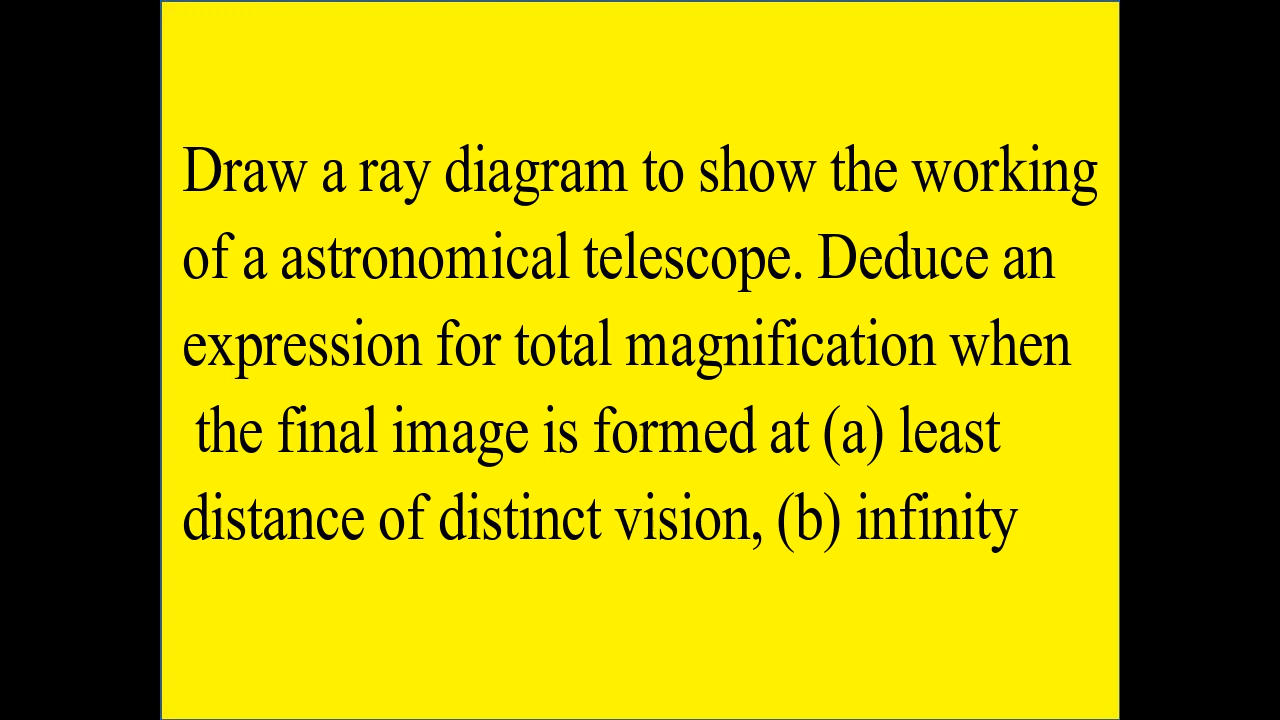 Draw a ray diagram to show the working
of a astronomical telescope. Deduce an
expression for total magnification when
the final image is formed at (a) least
distance of distinct vision, (b) infinity